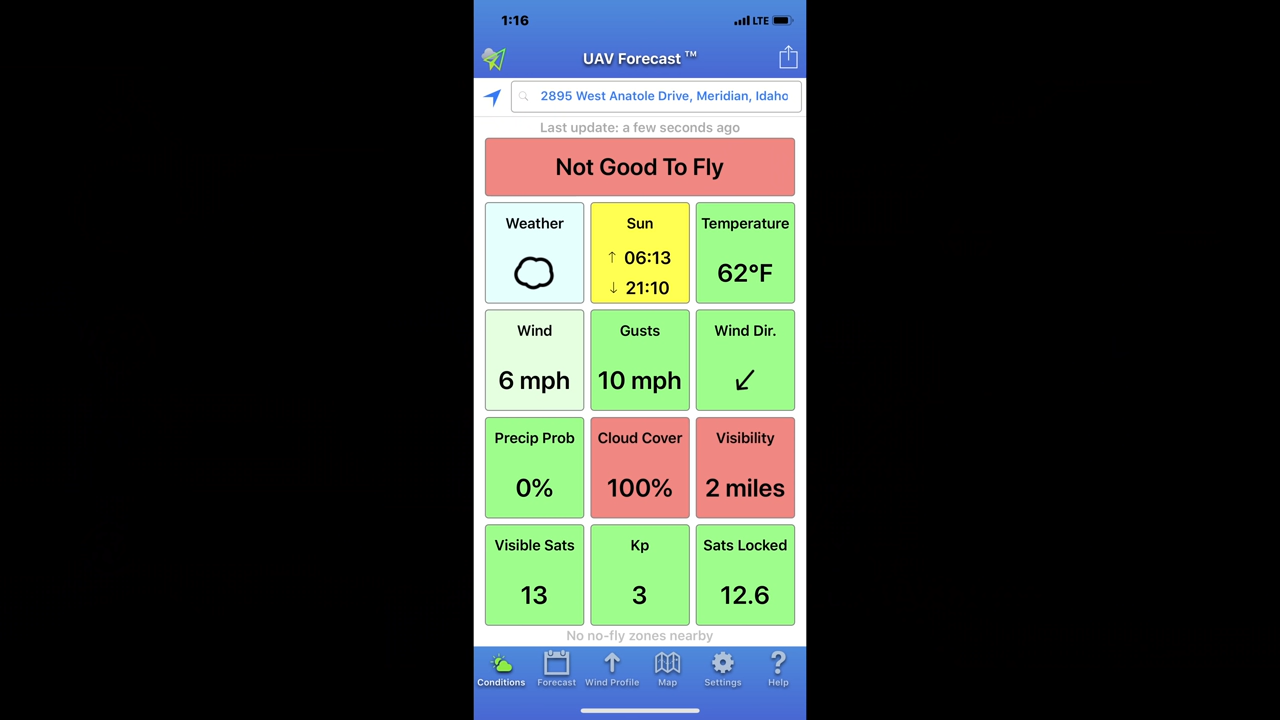 1:16
LTE
UAV Forecast ™
2895 West Anatole Drive, Meridian, Idaho
Last update: a few seconds ago
Not Good To Fly
Weather
Sun
↑ 06:13
↓ 21:10
Temperature
62°F
Wind
6 mph
Gusts
10 mph
Wind Dir.
↙
Precip Prob
0%
Cloud Cover
100%
Visibility
2 miles
Visible Sats
13
Kp
3
Sats Locked
12.6
No no-fly zones nearby
Conditions
Forecast
Wind Profile
Map
Settings
Help